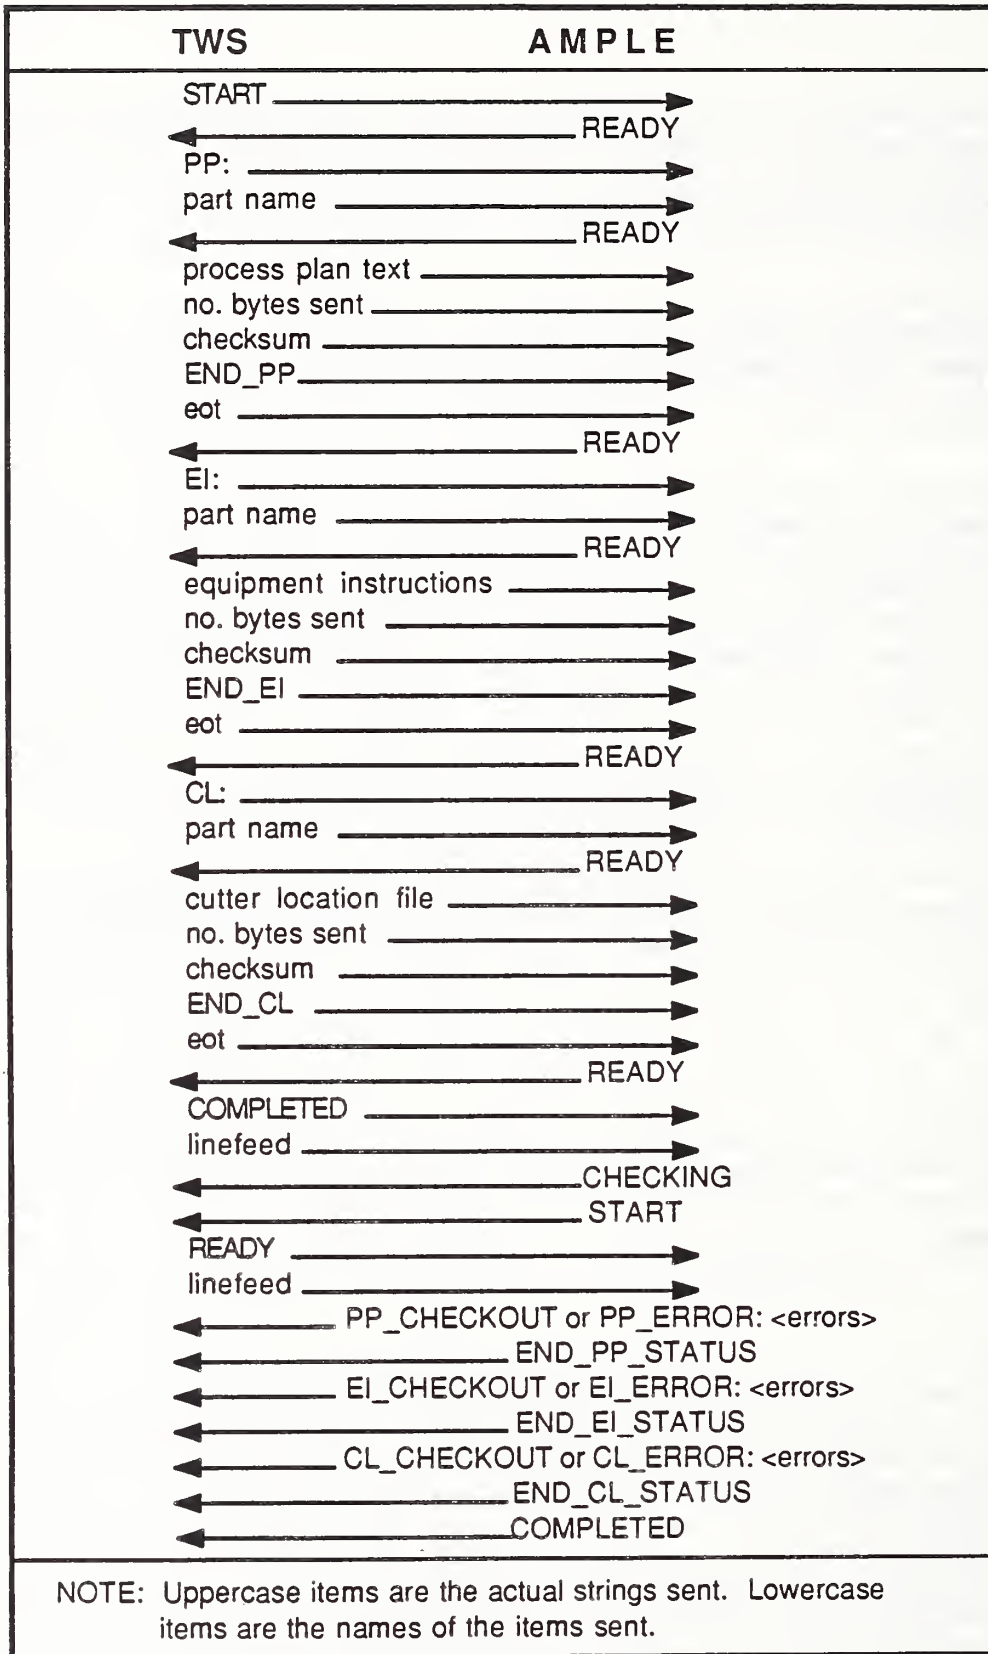 TWS AMPLE
START
READY
PP:
part name
READY
process plan text
no. bytes sent
checksum
END_PP
eot
READY
EI:
part name
READY
equipment instructions
no. bytes sent
checksum
END_EI
eot
READY
CL:
part name
READY
cutter location file
no. bytes sent
checksum
END_CL
eot
READY
COMPLETED
linefeed
CHECKING
START
READY
linefeed
PP_CHECKOUT or PP_ERROR: <errors>
END_PP_STATUS
EI_CHECKOUT or EI_ERROR: <errors>
END_EI_STATUS
CL_CHECKOUT or CL_ERROR: <errors>
END_CL_STATUS
COMPLETED
NOTE: Uppercase items are the actual strings sent. Lowercase
items are the names of the items sent.